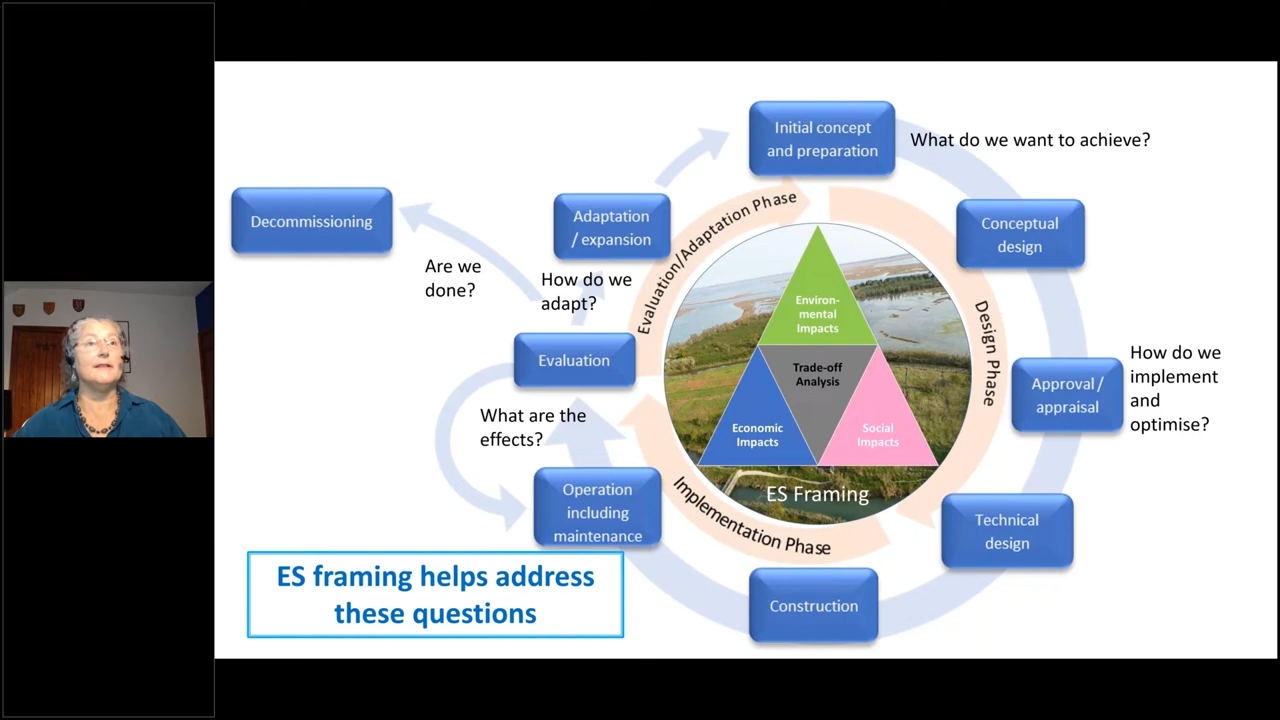 Initial concept
and preparation
What do we want to achieve?
Decommissioning
Adaptation
/ expansion
Evaluation/Adaptation Phase
Conceptual
design
Are we
done?
How do we
adapt?
Environ-
mental
Impacts
Design Phase
Evaluation
Trade-off
Analysis
Approval /
appraisal
How do we
implement
and
optimise?
What are the
effects?
Economic
Impacts
Social
Impacts
ES Framing
Operation
including
maintenance
Implementation Phase
Technical
design
ES framing helps address
these questions
Construction